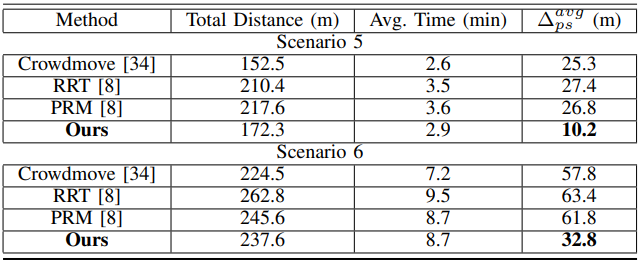 Method Total Distance (m) Avg. Time (min) Δ_ps^avg (m)
Scenario 5
Crowdmove [34] 152.5 2.6 25.3
RRT [8] 210.4 3.5 27.4
PRM [8] 217.6 3.6 26.8
Ours 172.3 2.9 10.2
Scenario 6
Crowdmove [34] 224.5 7.2 57.8
RRT [8] 262.8 9.5 63.4
PRM [8] 245.6 8.7 61.8
Ours 237.6 8.7 32.8